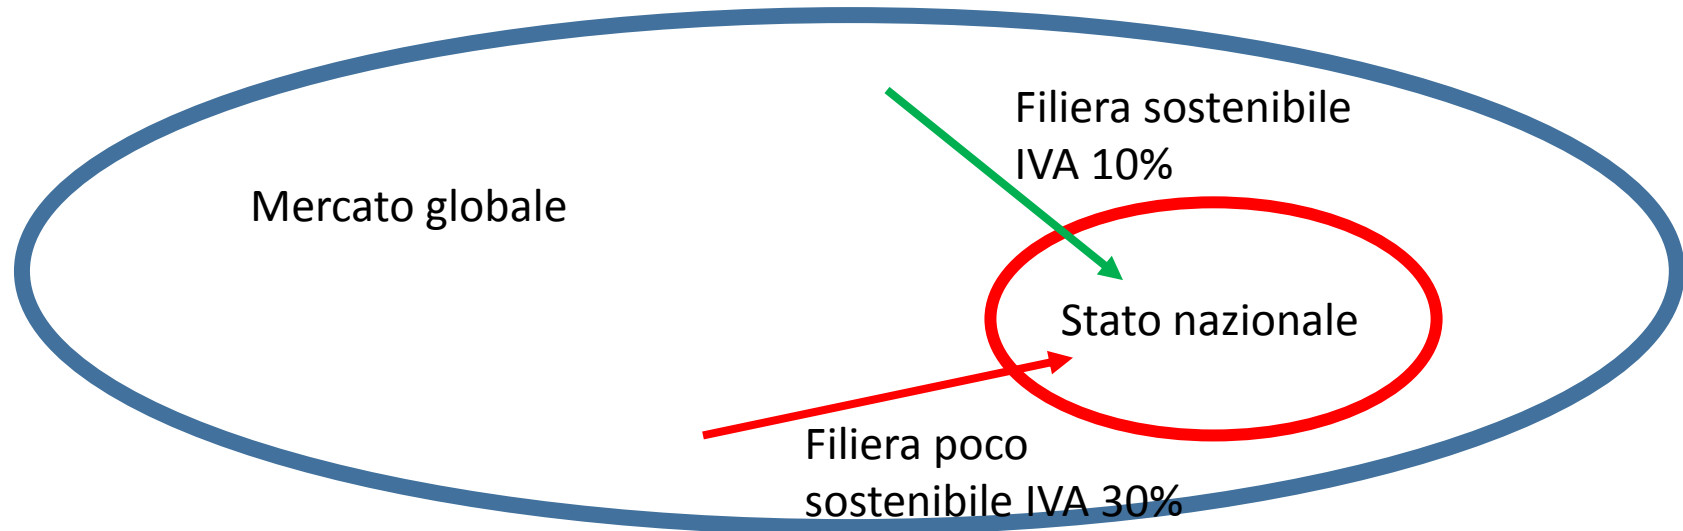 Filiera sostenibile
IVA 10%
Mercato globale
Stato nazionale
Filiera poco
sostenibile IVA 30%